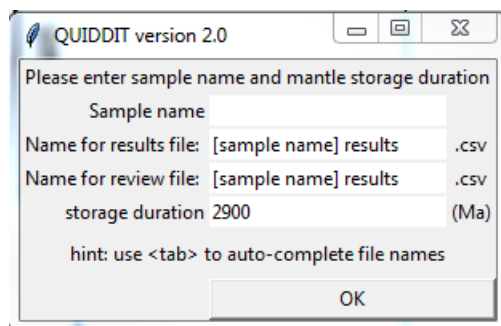 QUIDDIT version 2.0
Please enter sample name and mantle storage duration
Sample name
Name for results file: [sample name] results .csv
Name for review file: [sample name] results .csv
storage duration 2900 (Ma)
hint: use <tab> to auto-complete file names
OK